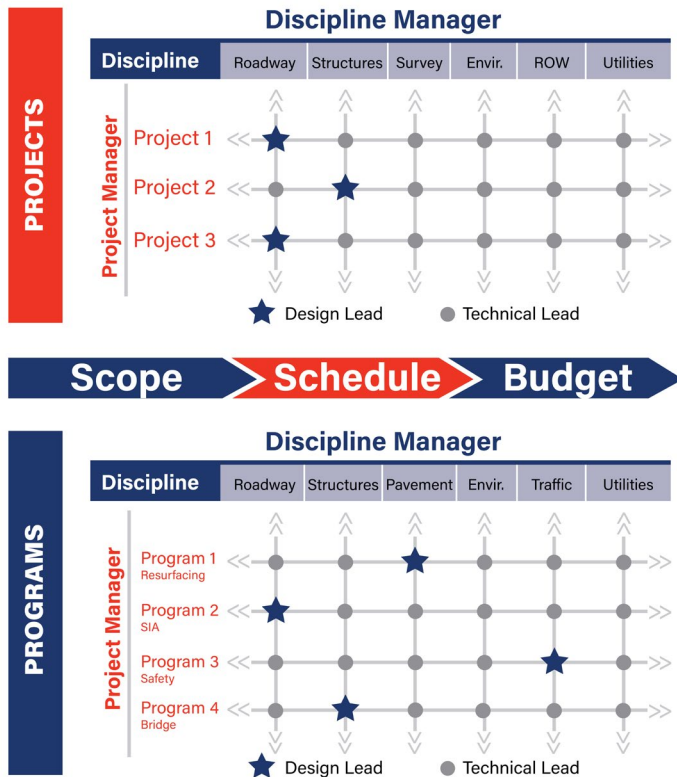 PROJECTS
Discipline Manager
Discipline Roadway Structures Survey Envir. ROW Utilities
Project Manager
Project 1
Project 2
Project 3
Design Lead Technical Lead
Scope Schedule Budget
PROGRAMS
Discipline Manager
Discipline Roadway Structures Pavement Envir. Traffic Utilities
Project Manager
Program 1
Resurfacing
Program 2
SIA
Program 3
Safety
Program 4
Bridge
Design Lead Technical Lead